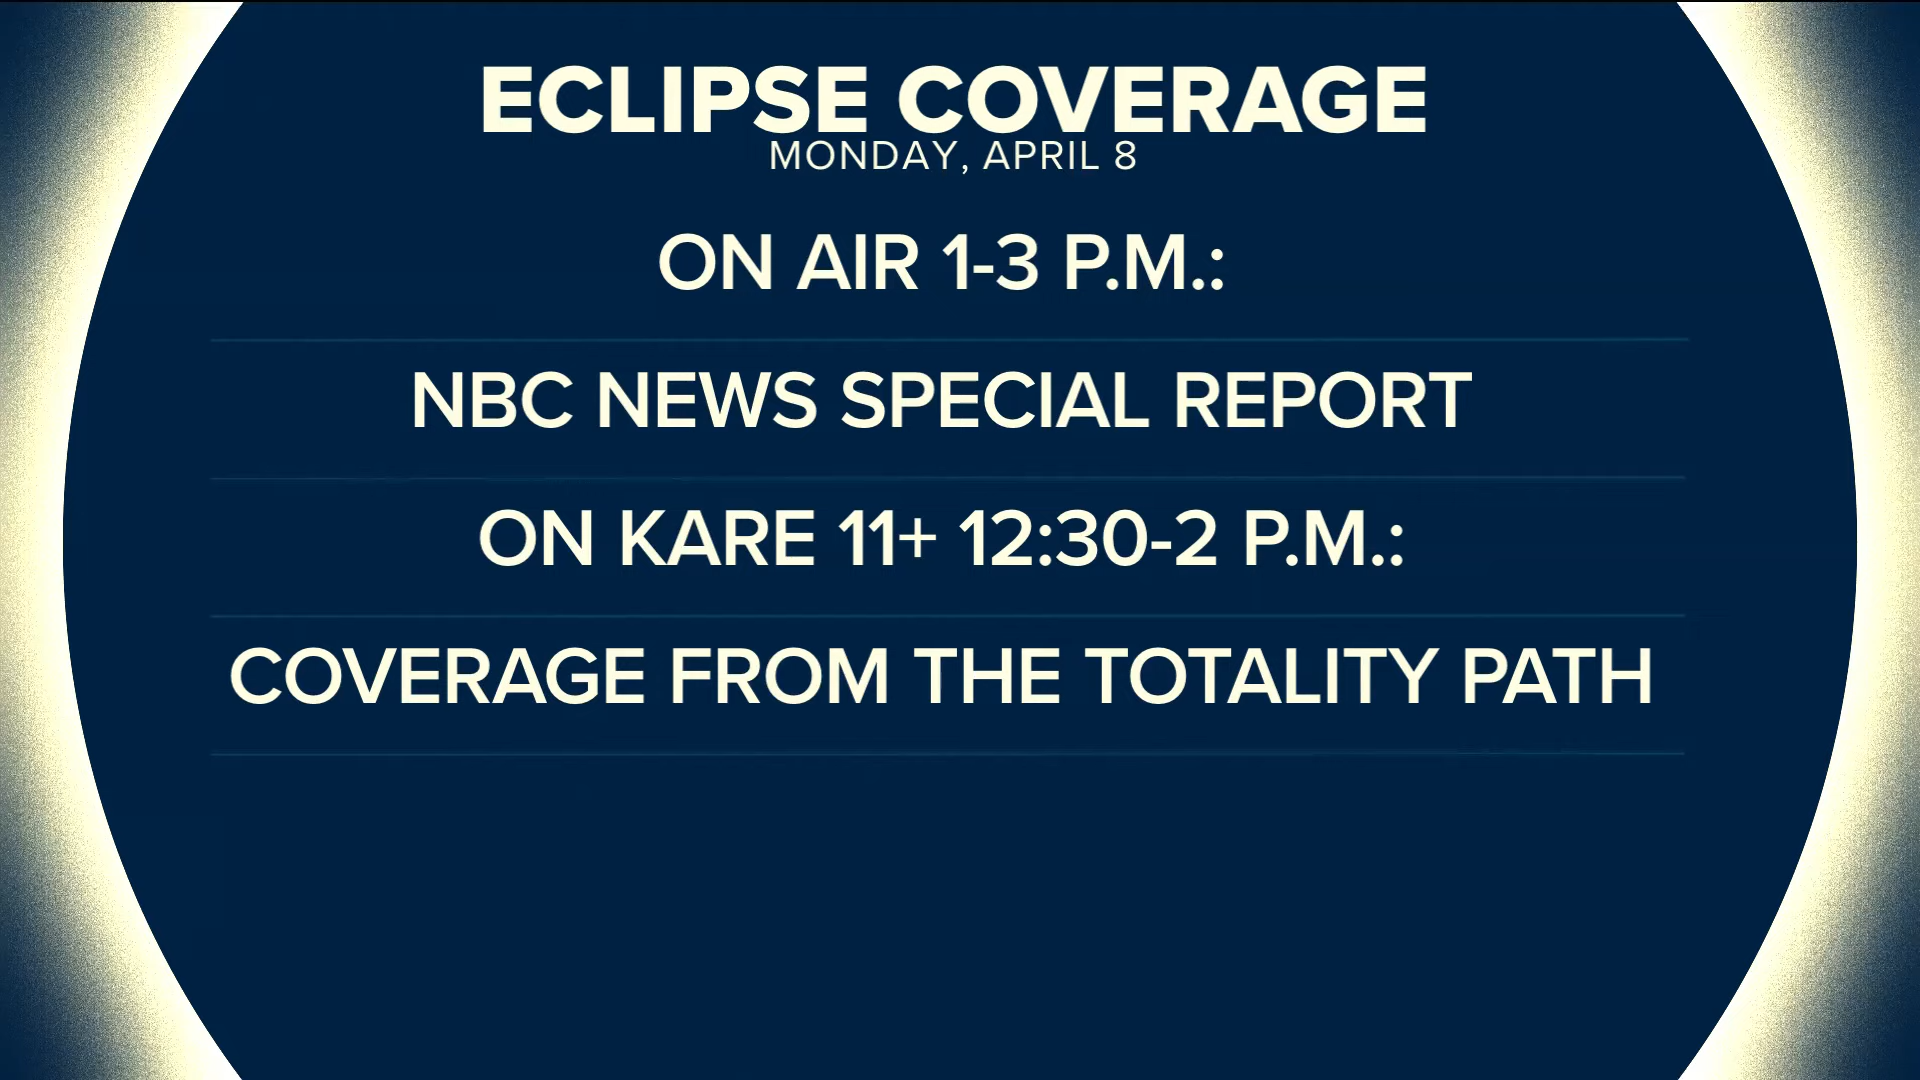 ECLIPSE COVERAGE
MONDAY, APRIL 8
ON AIR 1-3 P.M.:
NBC NEWS SPECIAL REPORT
ON KARE 11+ 12:30-2 P.M.:
COVERAGE FROM THE TOTALITY PATH